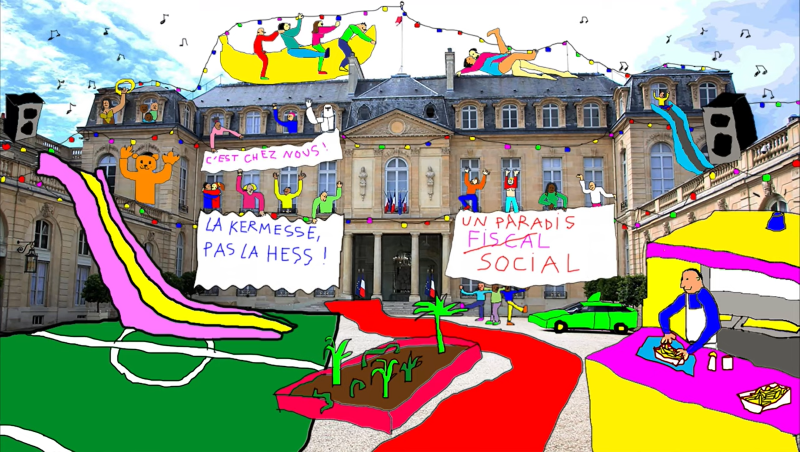 C'EST CHEZ NOUS !
LA KERMESSE,
PAS LA HESS !
UN PARADIS
FISCAL
SOCIAL